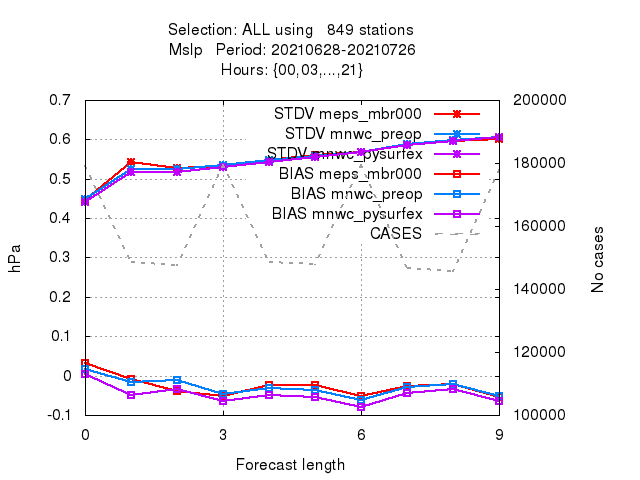 Selection: ALL using   849 stations
Mslp   Period: 20210628-20210726
Hours: {00,03,...,21}
0.7
0.6
0.5
0.4
0.3
0.2
0.1
0
-0.1
hPa
STDV meps_mbr000
STDV mnwc_preop
STDV mnwc_pysurfex
BIAS meps_mbr000
BIAS mnwc_preop
BIAS mnwc_pysurfex
CASES
200000
180000
160000
140000
120000
100000
No cases
0 3 6 9
Forecast length